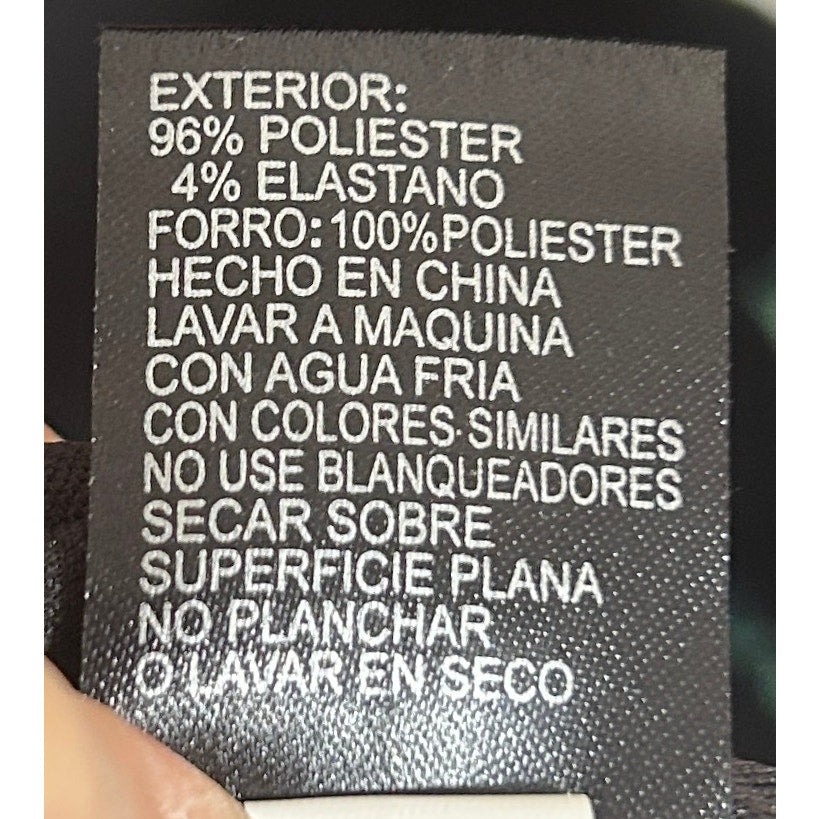 EXTERIOR:
96% POLIESTER
4% ELASTANO
FORRO: 100% POLIESTER
HECHO EN CHINA
LAVAR A MAQUINA
CON AGUA FRIA
CON COLORES SIMILARES
NO USE BLANQUEADORES
SECAR SOBRE
SUPERFICIE PLANA
NO PLANCHAR
O LAVAR EN SECO